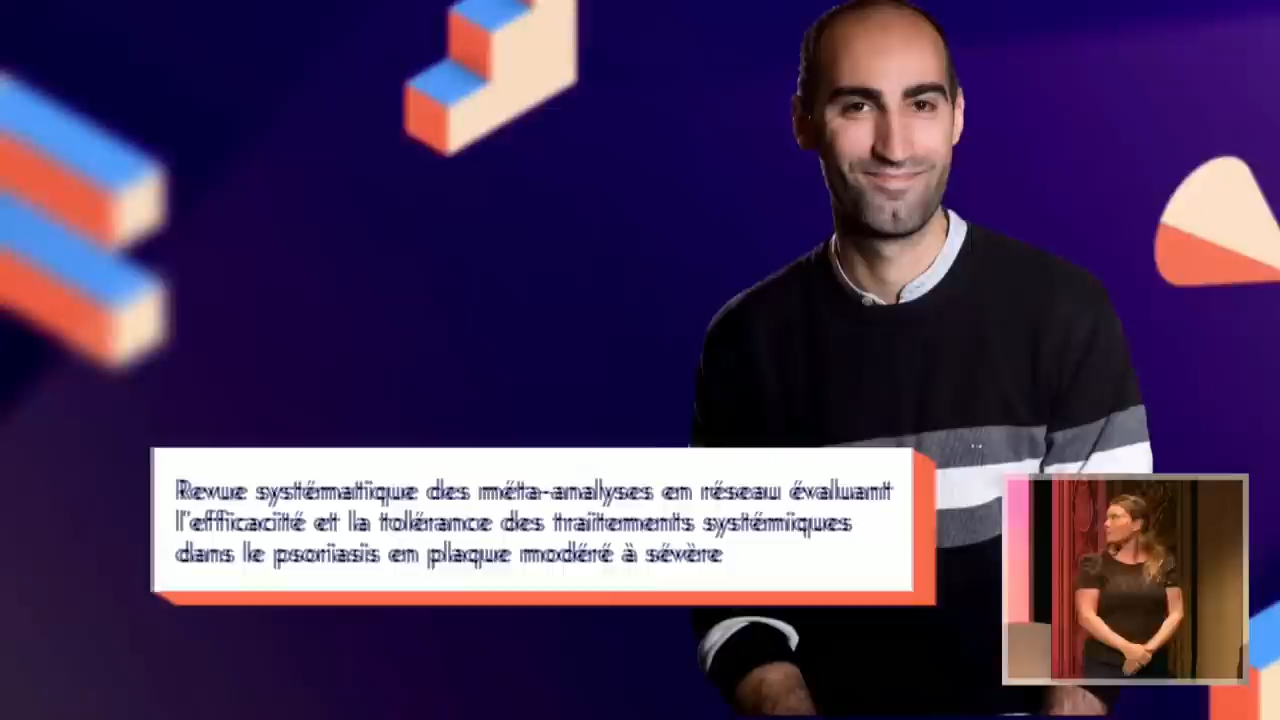 Revue systématique des méta-analyses en réseau évaluant
l'efficacité et la tolérance des traitements systémiques
dans le psoriasis en plaque modéré à sévère